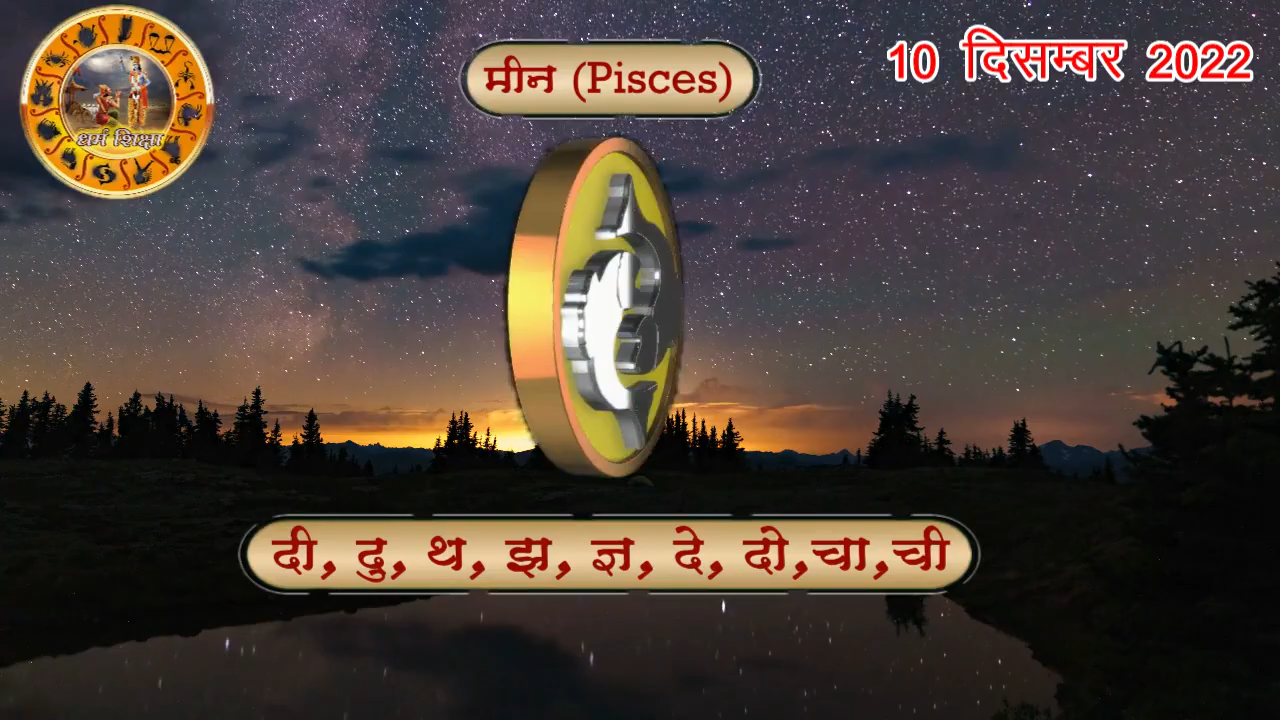 धर्म शिक्षा
मीन (Pisces)
10 दिसम्बर 2022
दी, दु, थ, झ, ज्ञ, दे, दो,चा,ची